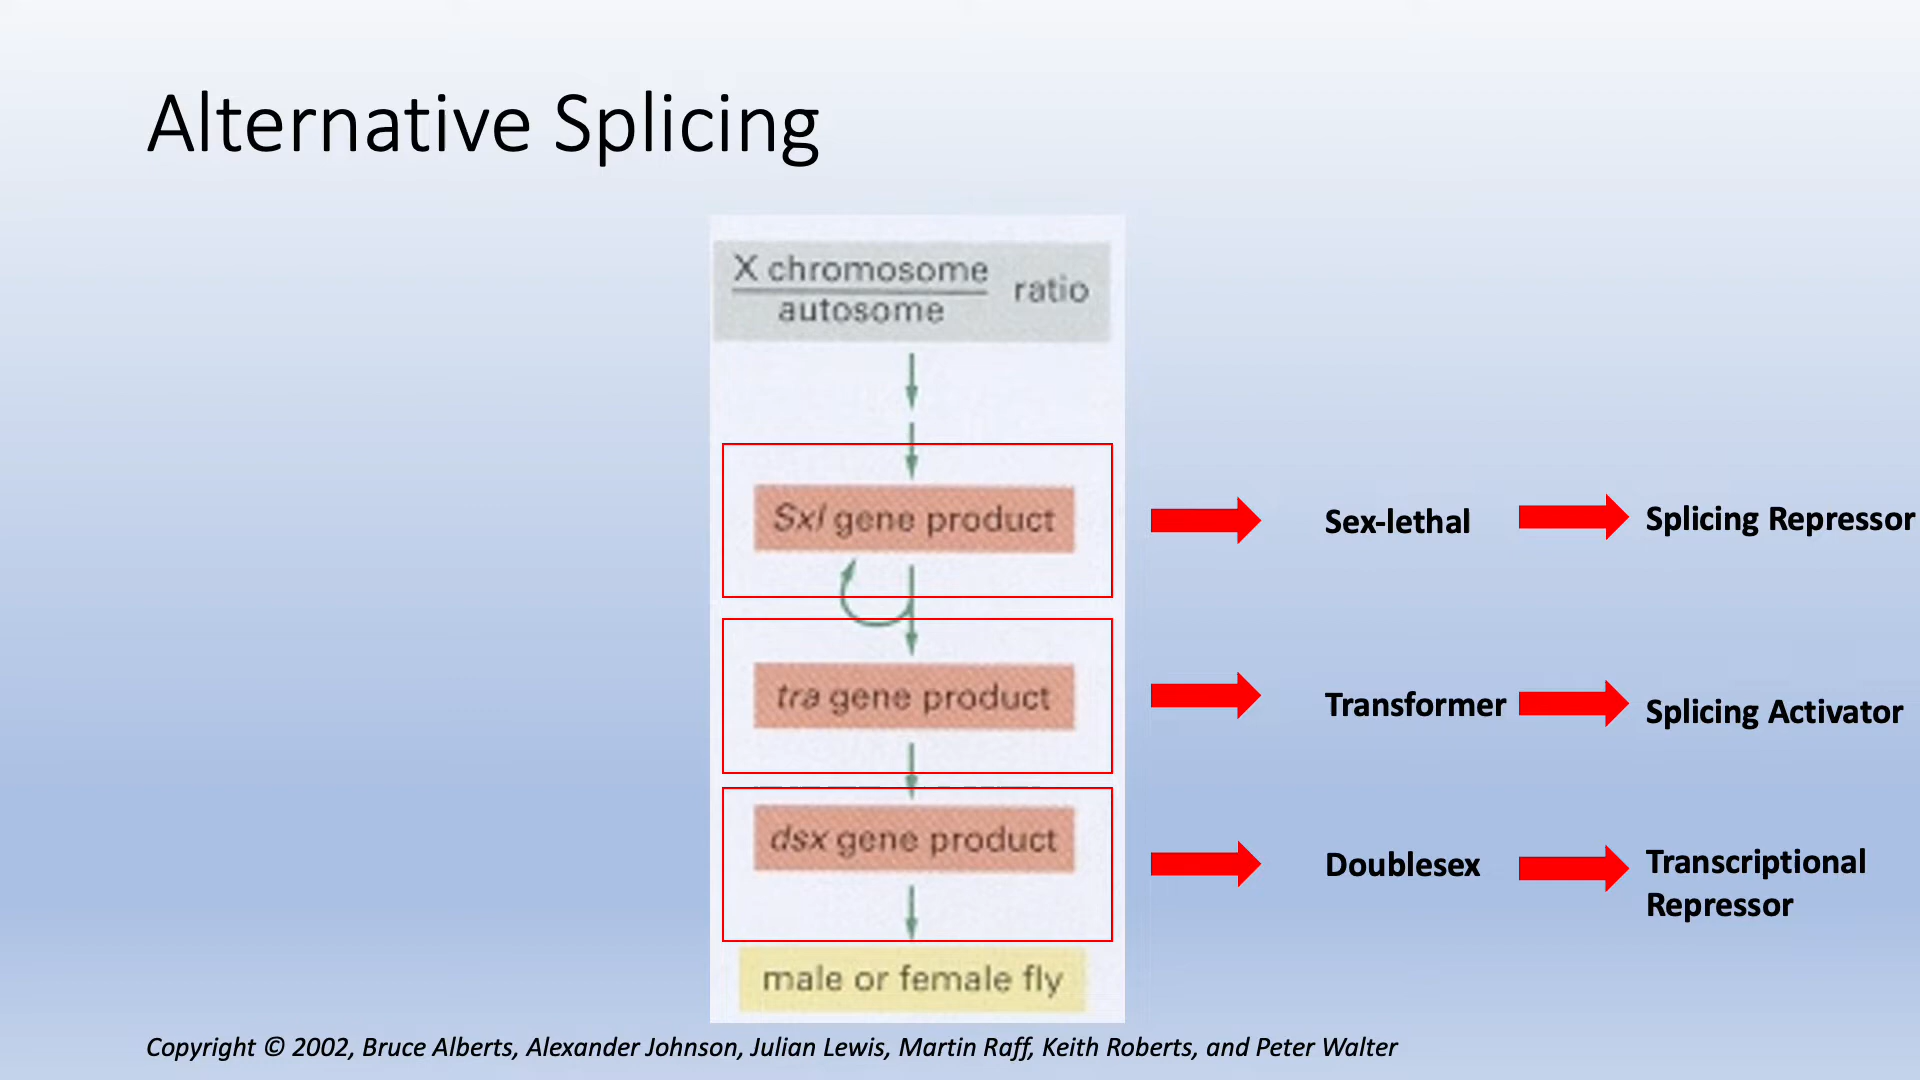 Alternative Splicing
X chromosome
autosome
ratio
Sxl gene product
Sex-lethal
Splicing Repressor
tra gene product
Transformer
Splicing Activator
dsx gene product
Doublesex
Transcriptional
Repressor
male or female fly
Copyright © 2002, Bruce Alberts, Alexander Johnson, Julian Lewis, Martin Raff, Keith Roberts, and Peter Walter